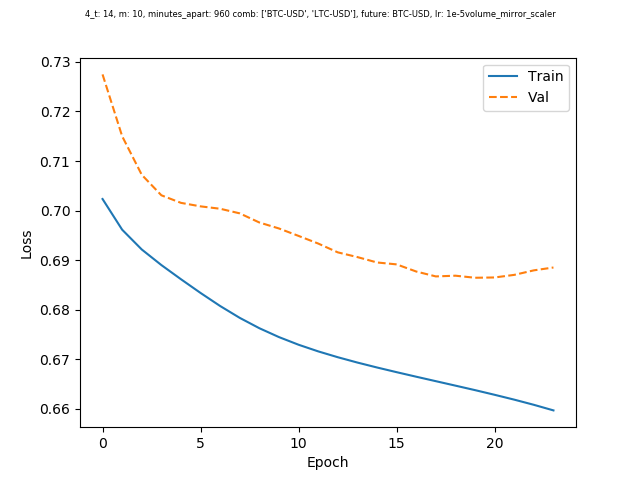 4_t: 14, m: 10, minutes_apart: 960 comb: ['BTC-USD', 'LTC-USD'], future: BTC-USD, lr: 1e-5volume_mirror_scaler
0.73
Train
Val
0.72
0.71
0.70
0.69
0.68
0.67
0.66
Loss
0 5 10 15 20
Epoch